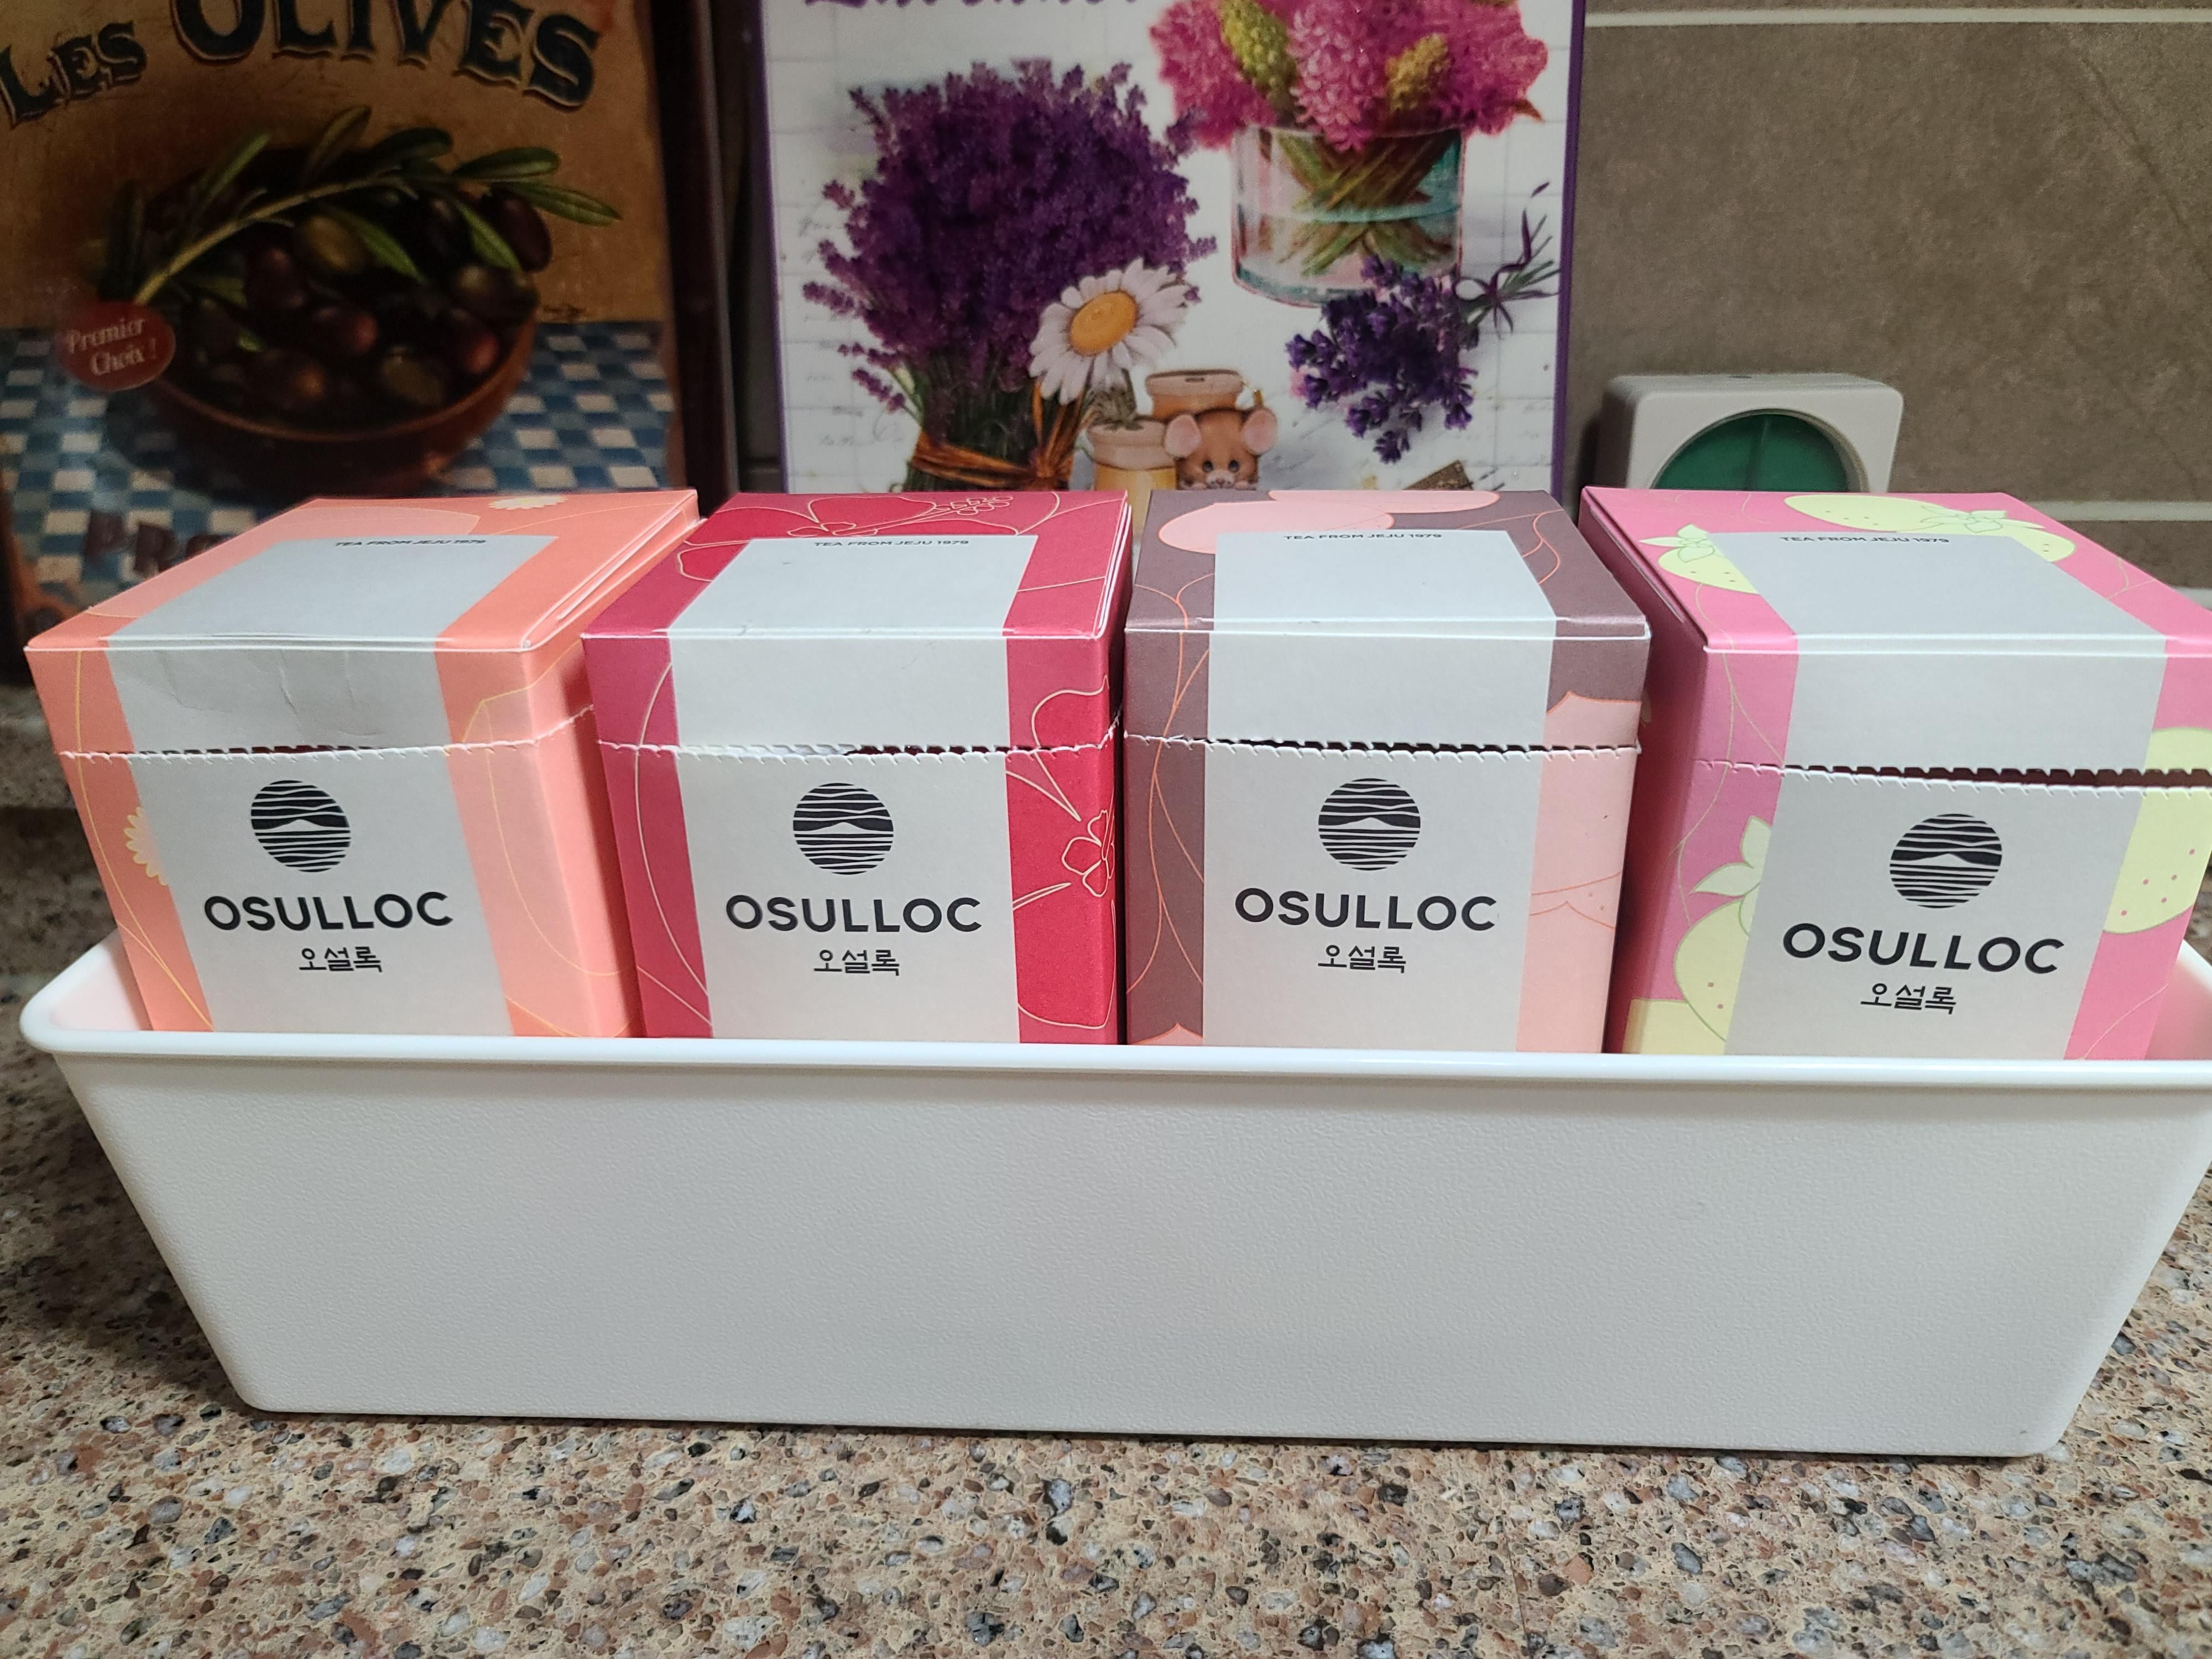 LES OLIVES
Premier
Choix !
TEA FROM JEJU 1979
TEA FROM JEJU 1979
TEA FROM JEJU 1979
TEA FROM JEJU 1979
OSULLOC
오설록
OSULLOC
오설록
OSULLOC
오설록
OSULLOC
오설록